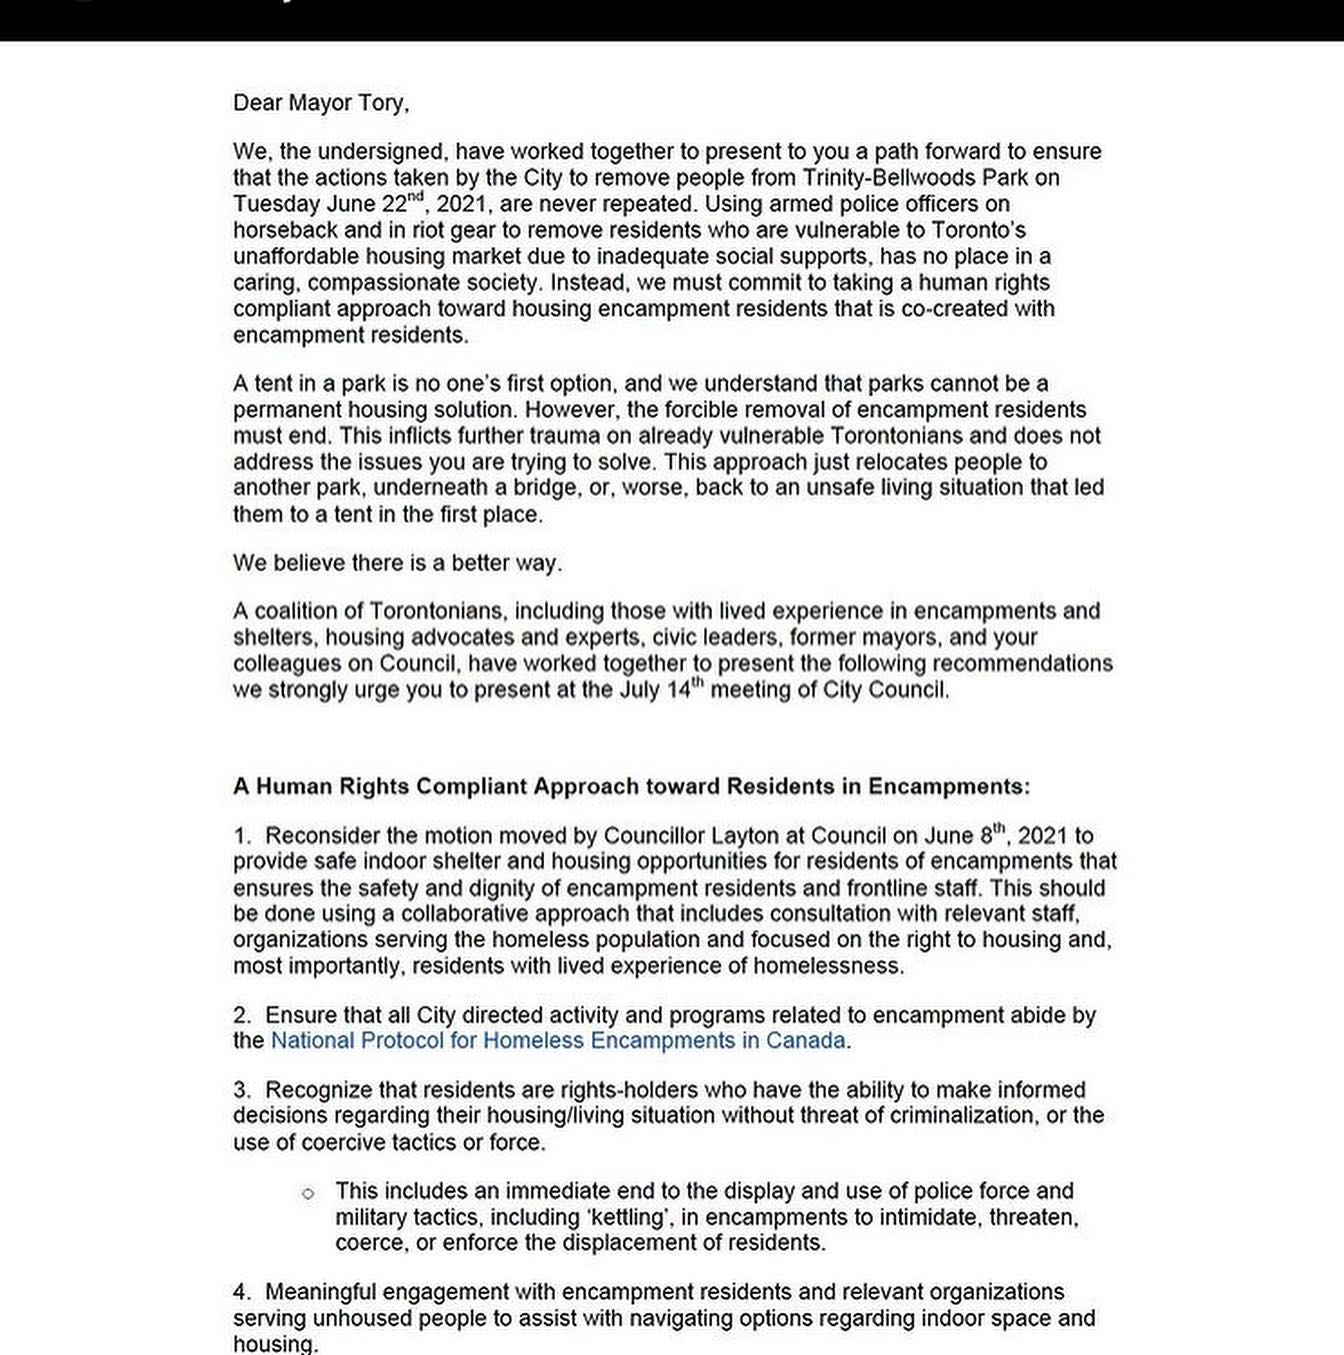 Dear Mayor Tory,
We, the undersigned, have worked together to present to you a path forward to ensure
that the actions taken by the City to remove people from Trinity-Bellwoods Park on
Tuesday June 22nd, 2021, are never repeated. Using armed police officers on
horseback and in riot gear to remove residents who are vulnerable to Toronto's
unaffordable housing market due to inadequate social supports, has no place in a
caring, compassionate society. Instead, we must commit to taking a human rights
compliant approach toward housing encampment residents that is co-created with
encampment residents.
A tent in a park is no one's first option, and we understand that parks cannot be a
permanent housing solution. However, the forcible removal of encampment residents
must end. This inflicts further trauma on already vulnerable Torontonians and does not
address the issues you are trying to solve. This approach just relocates people to
another park, underneath a bridge, or, worse, back to an unsafe living situation that led
them to a tent in the first place.
We believe there is a better way.
A coalition of Torontonians, including those with lived experience in encampments and
shelters, housing advocates and experts, civic leaders, former mayors, and your
colleagues on Council, have worked together to present the following recommendations
we strongly urge you to present at the July 14th meeting of City Council.
A Human Rights Compliant Approach toward Residents in Encampments:
1. Reconsider the motion moved by Councillor Layton at Council on June 8th, 2021 to
provide safe indoor shelter and housing opportunities for residents of encampments that
ensures the safety and dignity of encampment residents and frontline staff. This should
be done using a collaborative approach that includes consultation with relevant staff,
organizations serving the homeless population and focused on the right to housing and,
most importantly, residents with lived experience of homelessness.
2. Ensure that all City directed activity and programs related to encampment abide by
the National Protocol for Homeless Encampments in Canada.
3. Recognize that residents are rights-holders who have the ability to make informed
decisions regarding their housing/living situation without threat of criminalization, or the
use of coercive tactics or force.
○ This includes an immediate end to the display and use of police force and
military tactics, including 'kettling', in encampments to intimidate, threaten,
coerce, or enforce the displacement of residents.
4. Meaningful engagement with encampment residents and relevant organizations
serving unhoused people to assist with navigating options regarding indoor space and
housing.